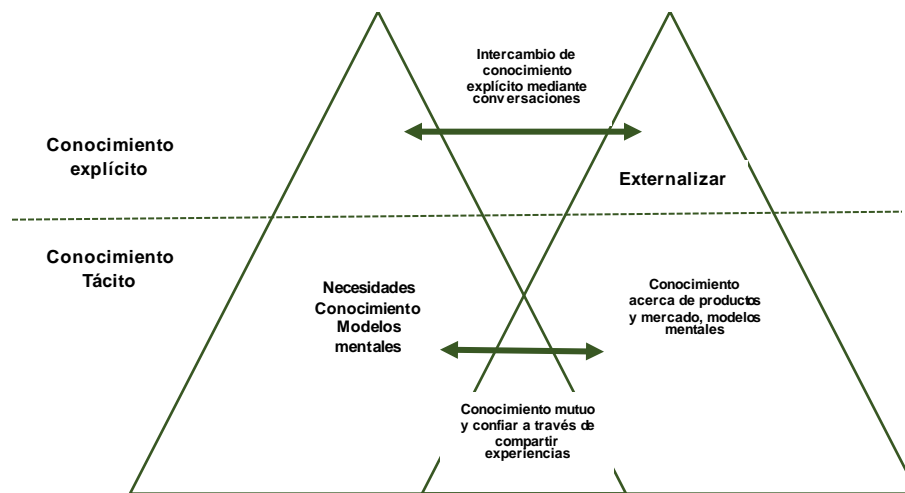 Intercambio de
conocimiento
explícito mediante
conversaciones
Conocimiento
explícito
Externalizar
Conocimiento
Tácito
Necesidades
Conocimiento
Modelos
mentales
Conocimiento
acerca de productos
y mercado, modelos
mentales
Conocimiento mutuo
y confiar a través de
compartir
experiencias